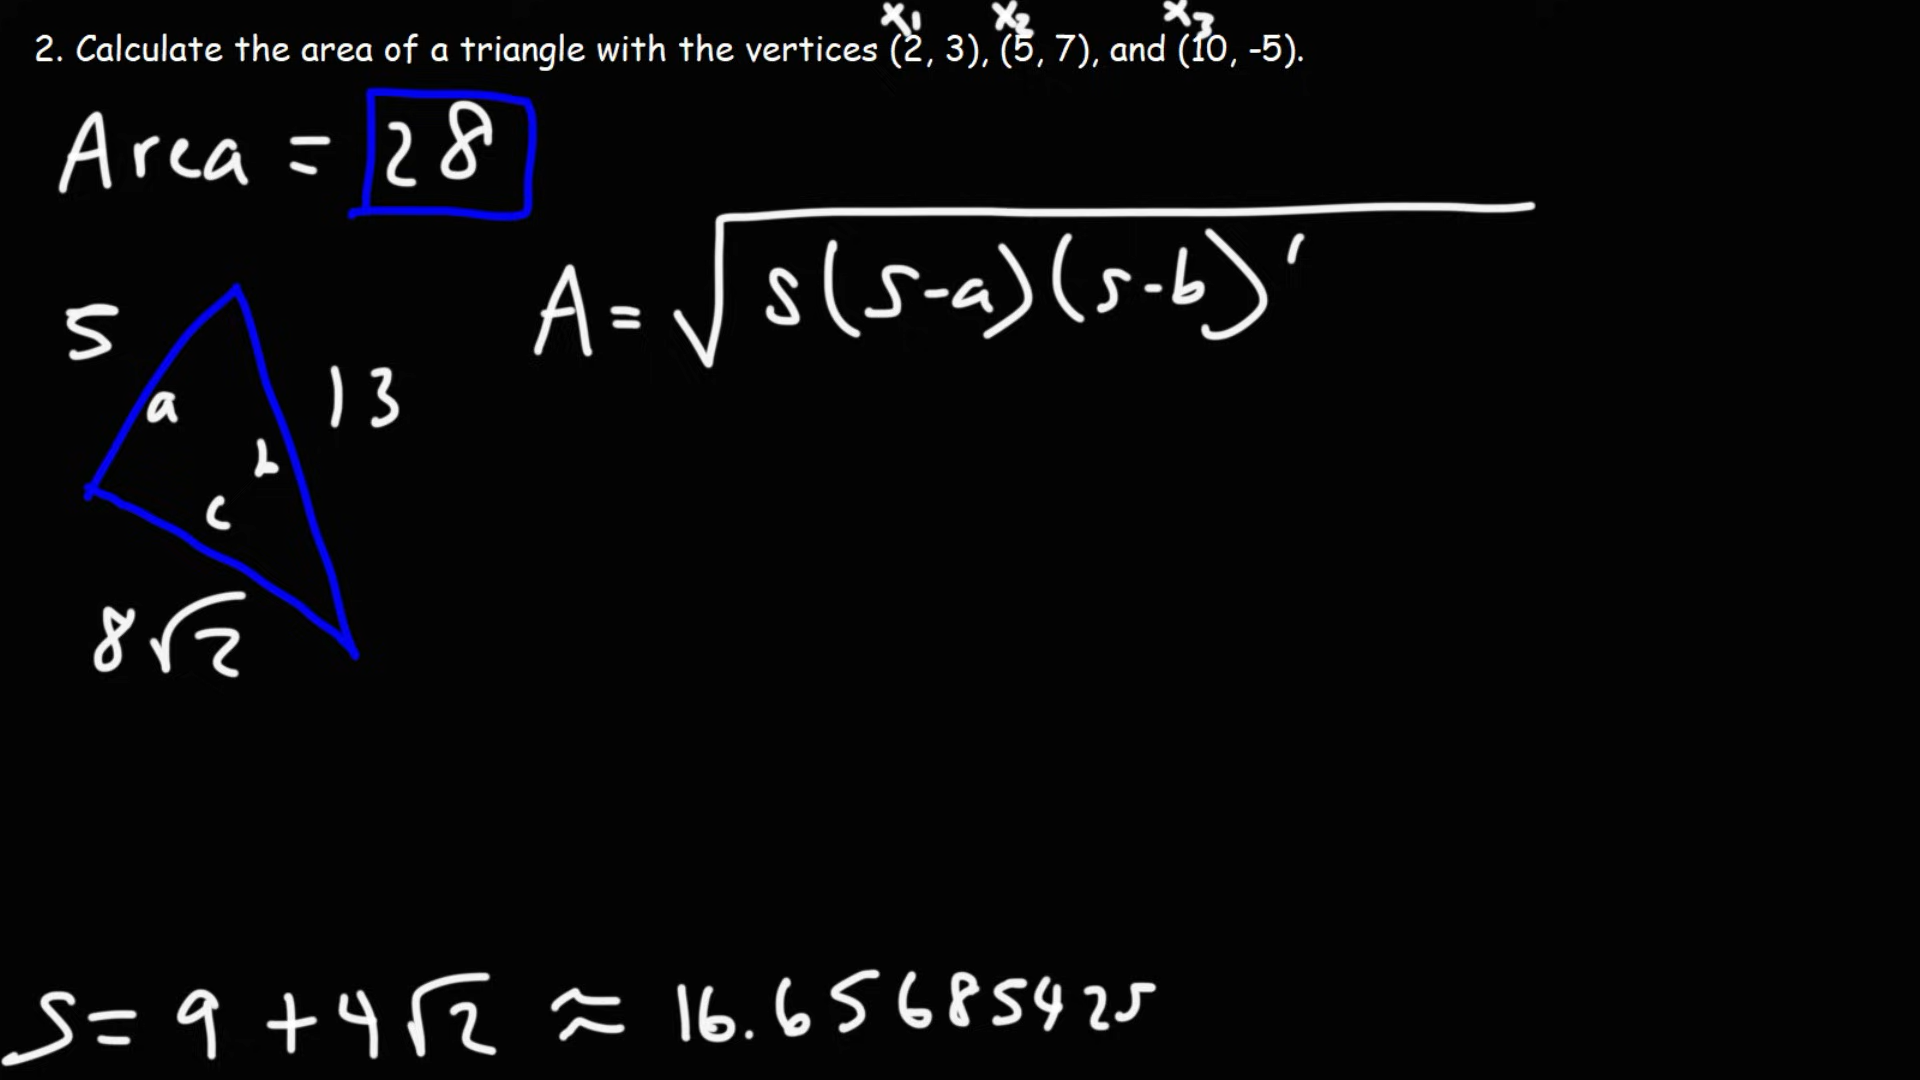 x1 x2 x3
2. Calculate the area of a triangle with the vertices (2, 3), (5, 7), and (10, -5).
Area = 28
A = √s(s-a)(s-b)(
5
a
13
b
c
8√2
S = 9 + 4√2 ≈ 16.65685425